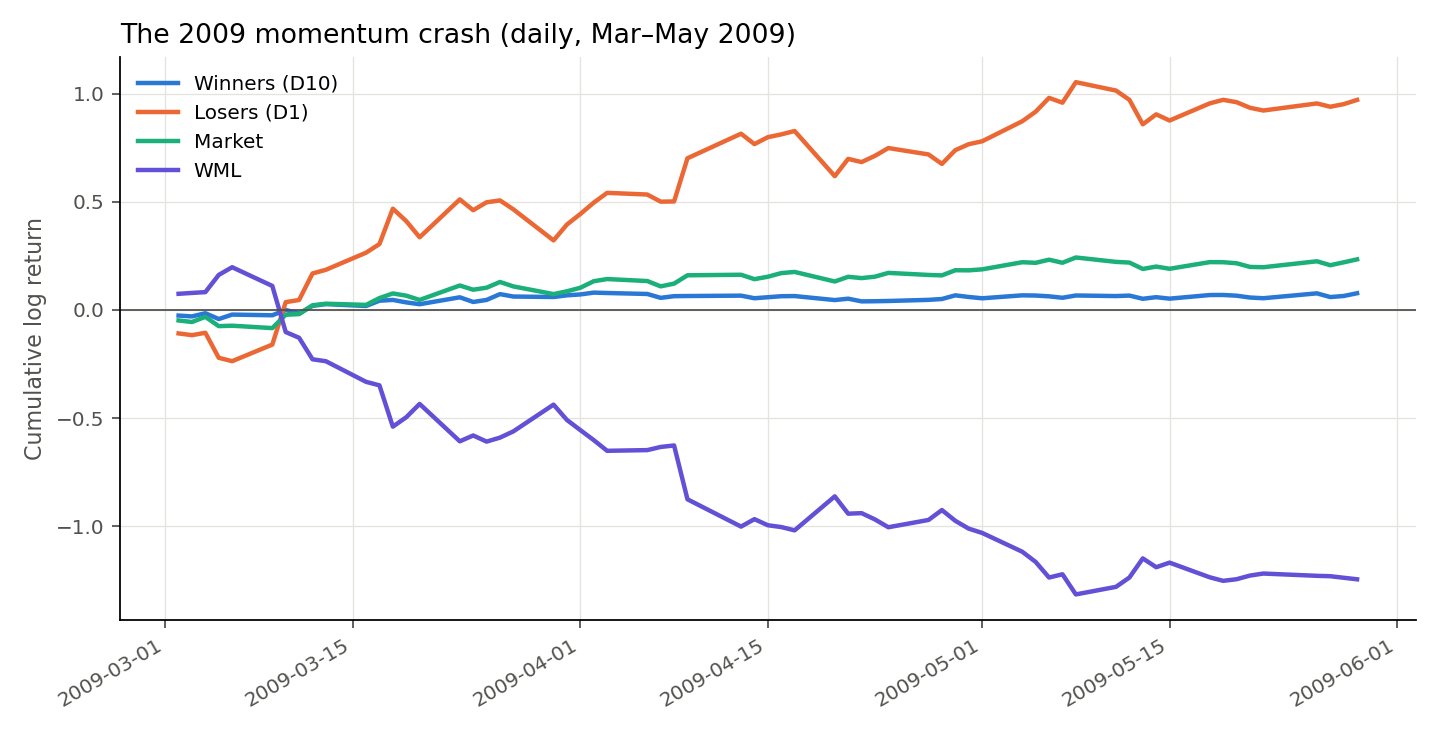 The 2009 momentum crash (daily, Mar–May 2009)
Winners (D10)
Losers (D1)
Market
WML
Cumulative log return
1.0
0.5
0.0
−0.5
−1.0
2009-03-01
2009-03-15
2009-04-01
2009-04-15
2009-05-01
2009-05-15
2009-06-01